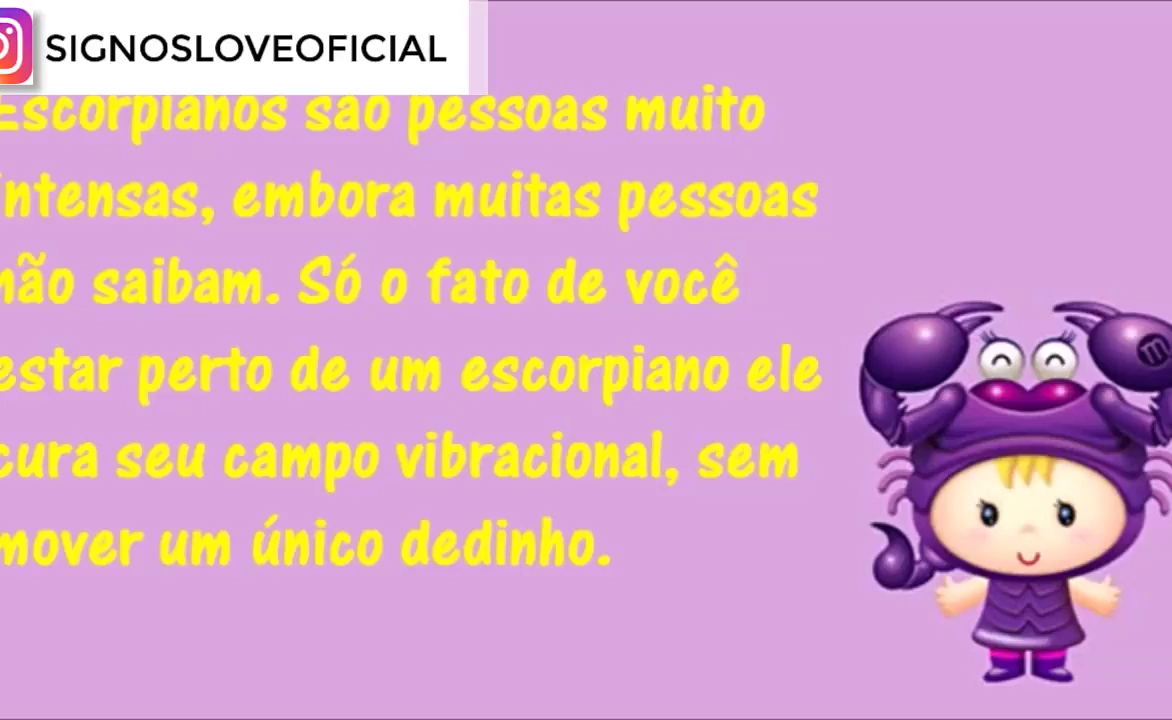 SIGNOSLOVEOFICIAL
Escorpianos são pessoas muito
intensas, embora muitas pessoas
não saibam. Só o fato de você
estar perto de um escorpiano ele
cura seu campo vibracional, sem
mover um único dedinho.